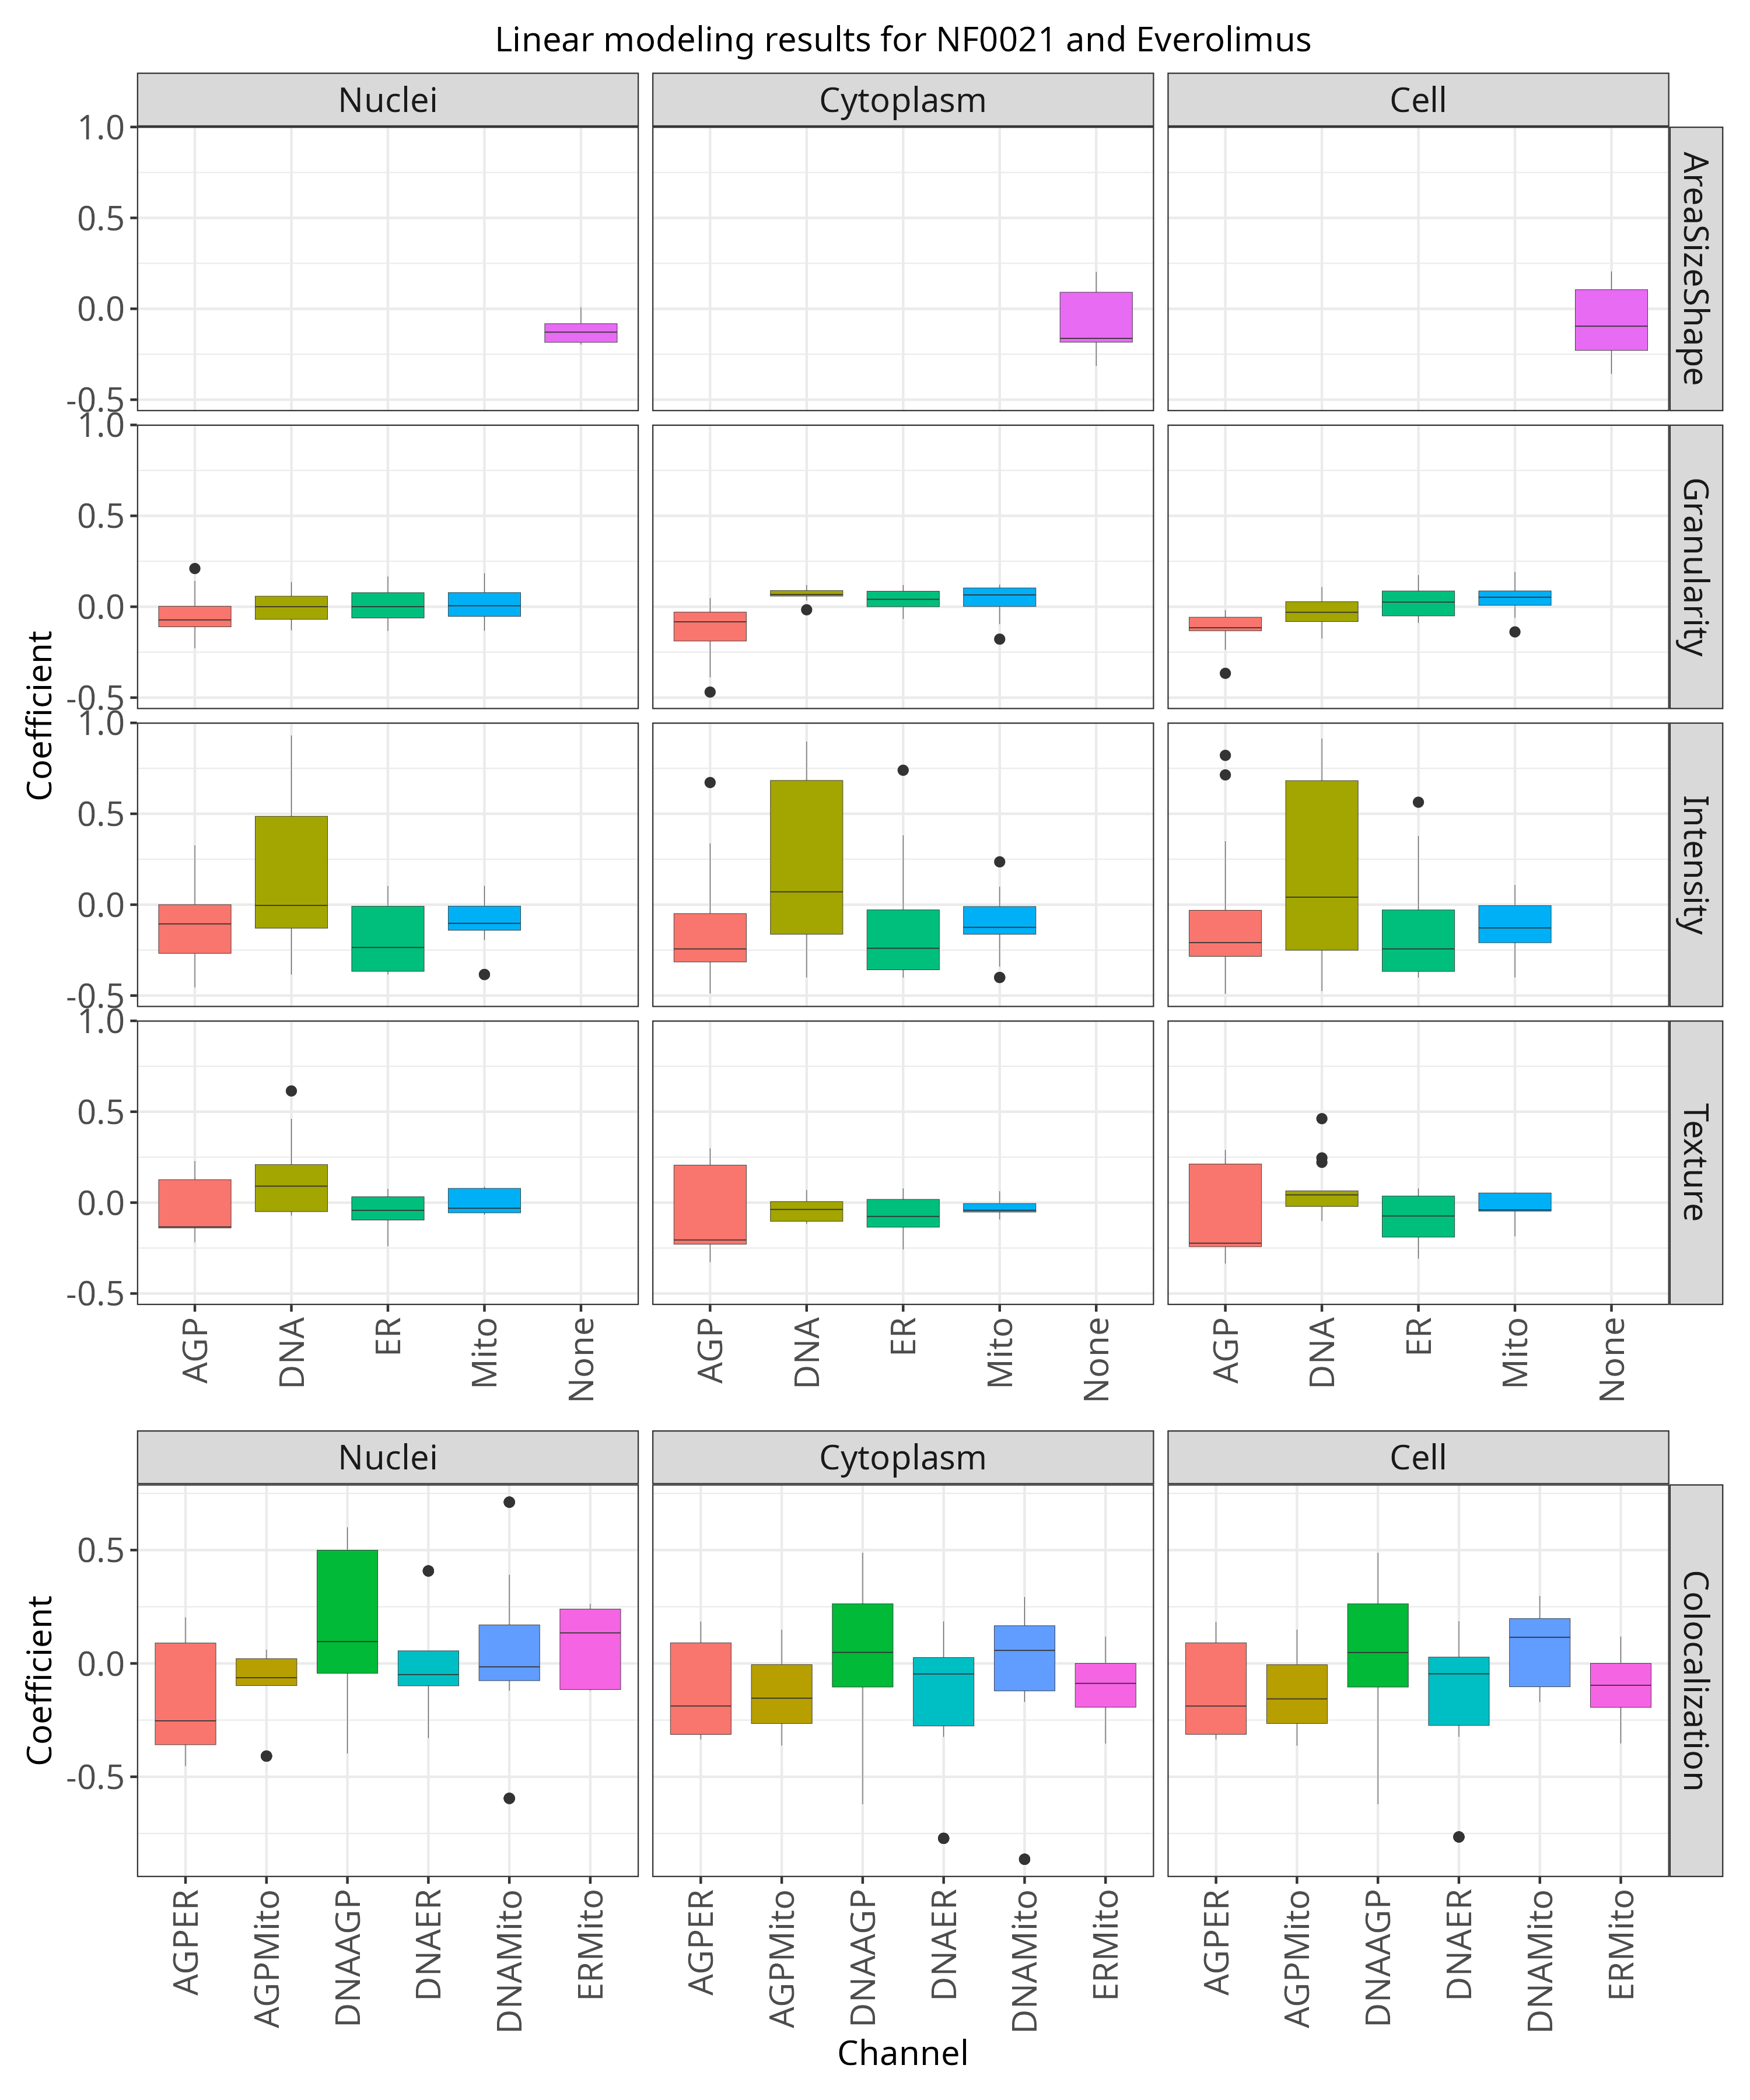 Linear modeling results for NF0021 and Everolimus
Nuclei
Cytoplasm
Cell
1.0
0.5
0.0
-0.5
AreaSizeShape
1.0
0.5
0.0
-0.5
Granularity
Coefficient
1.0
0.5
0.0
-0.5
Intensity
1.0
0.5
0.0
-0.5
Texture
AGP
DNA
ER
Mito
None
AGP
DNA
ER
Mito
None
AGP
DNA
ER
Mito
None
Nuclei
Cytoplasm
Cell
0.5
0.0
-0.5
Coefficient
Colocalization
AGPER
AGPMito
DNAAGP
DNAER
DNAMito
ERMito
AGPER
AGPMito
DNAAGP
DNAER
DNAMito
ERMito
AGPER
AGPMito
DNAAGP
DNAER
DNAMito
ERMito
Channel